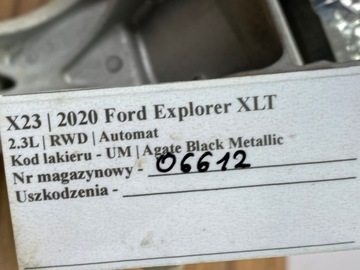 X23 | 2020 Ford Explorer XLT
2.3L | RWD | Automat
Kod lakieru - UM | Agate Black Metallic
Nr magazynowy - 06612
Uszkodzenia -